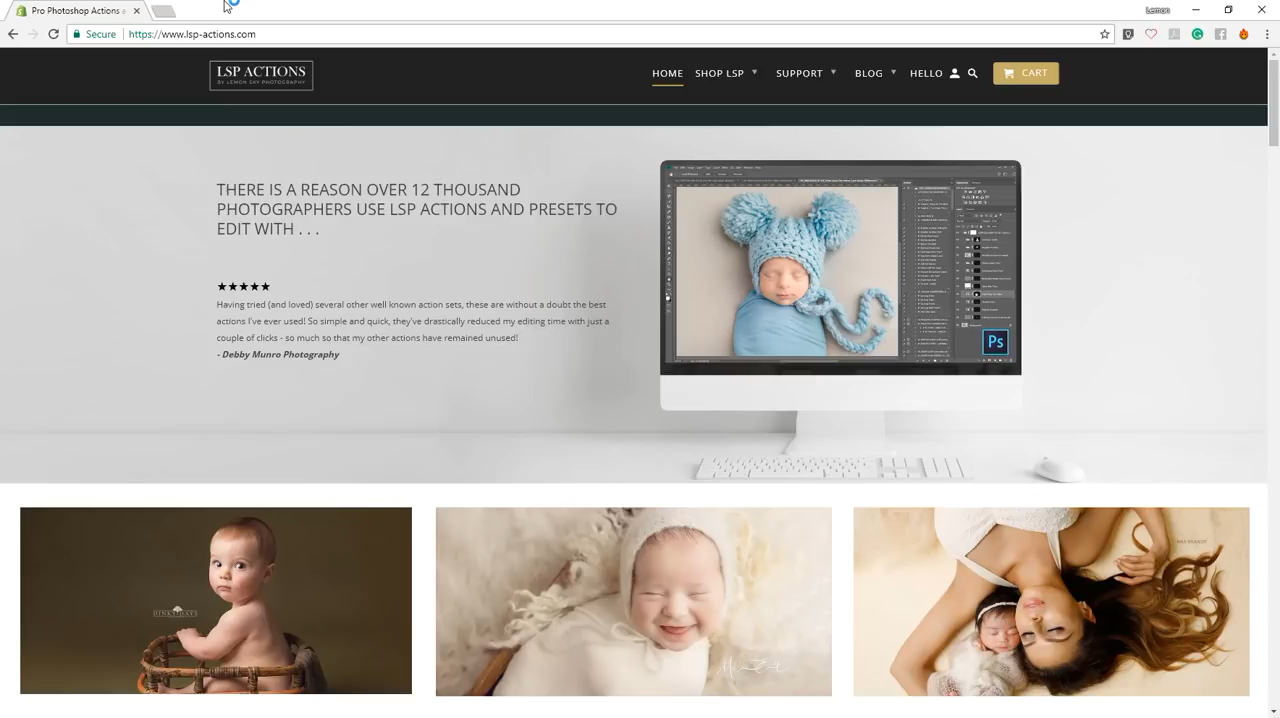 Pro Photoshop Actions &
Lemon
Secure
https://www.lsp-actions.com
LSP ACTIONS
BY LEMON SKY PHOTOGRAPHY
HOME
SHOP LSP
SUPPORT
BLOG
HELLO
CART
THERE IS A REASON OVER 12 THOUSAND
PHOTOGRAPHERS USE LSP ACTIONS AND PRESETS TO
EDIT WITH . . .
★★★★★
Having tried (and loved) several other well known action sets, these are without a doubt the best
actions I've ever used! So simple and quick, they've drastically reduced my editing time with just a
couple of clicks - so much so that my other actions have remained unused!
- Debby Munro Photography
Ps
ANA BRANDT